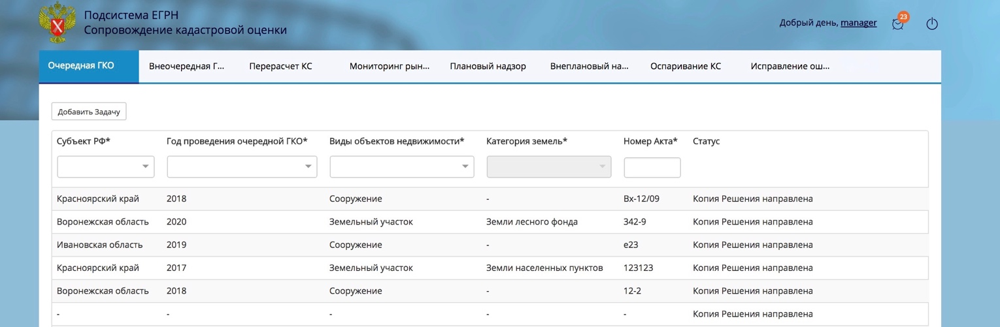 Подсистема ЕГРН
Сопровождение кадастровой оценки
Добрый день, manager
23
Очередная ГКО Внеочередная Г... Перерасчет КС Мониторинг рын... Плановый надзор Внеплановый на... Оспаривание КС Исправление ош...
Добавить Задачу
Субъект РФ* Год проведения очередной ГКО* Виды объектов недвижимости* Категория земель* Номер Акта* Статус
Красноярский край 2018 Сооружение - Вх-12/09 Копия Решения направлена
Воронежская область 2020 Земельный участок Земли лесного фонда 342-9 Копия Решения направлена
Ивановская область 2019 Сооружение - е23 Копия Решения направлена
Красноярский край 2017 Земельный участок Земли населенных пунктов 123123 Копия Решения направлена
Воронежская область 2018 Сооружение - 12-2 Копия Решения направлена
- - - - - Копия Решения направлена